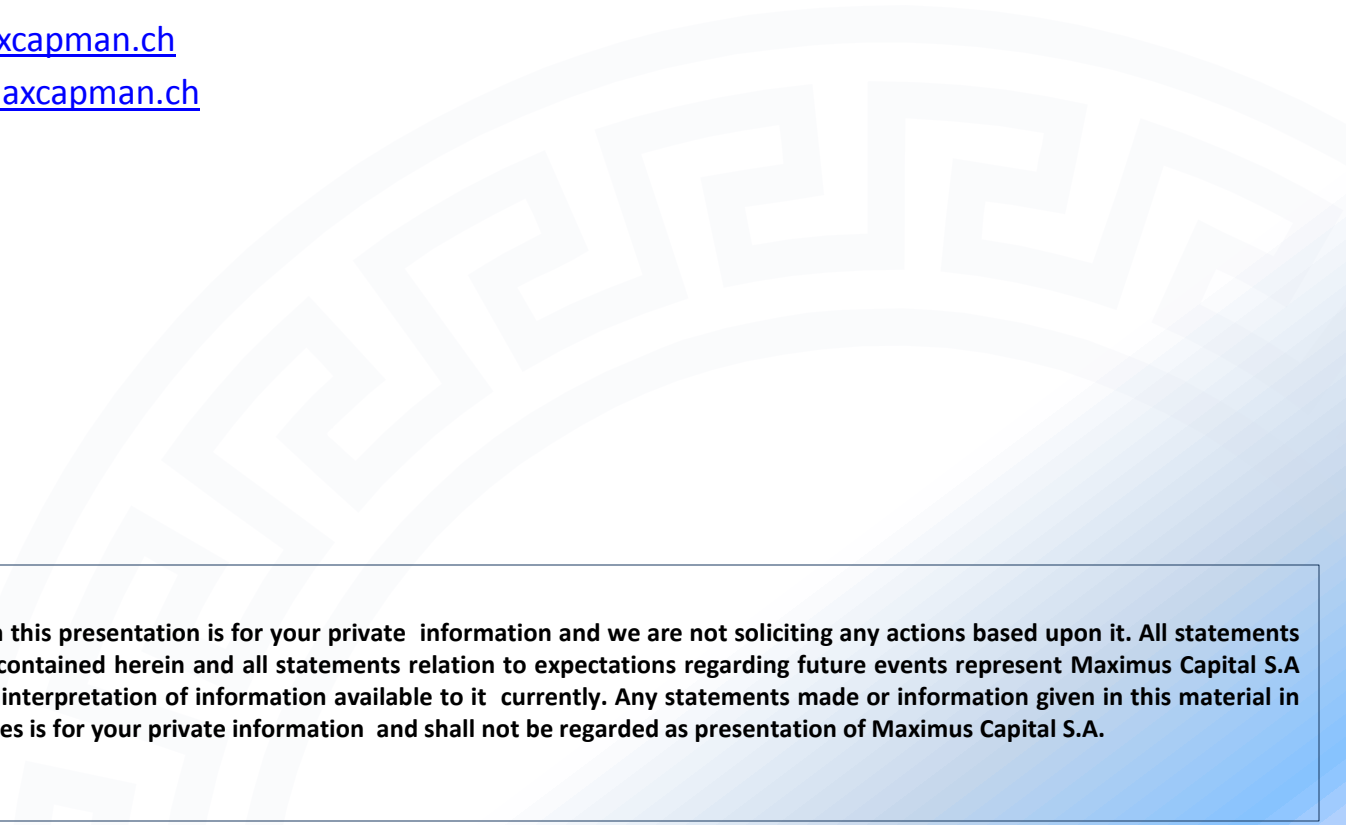 xcapman.ch
axcapman.ch
this presentation is for your private information and we are not soliciting any actions based upon it. All statements
contained herein and all statements relation to expectations regarding future events represent Maximus Capital S.A
interpretation of information available to it currently. Any statements made or information given in this material in
es is for your private information and shall not be regarded as presentation of Maximus Capital S.A.